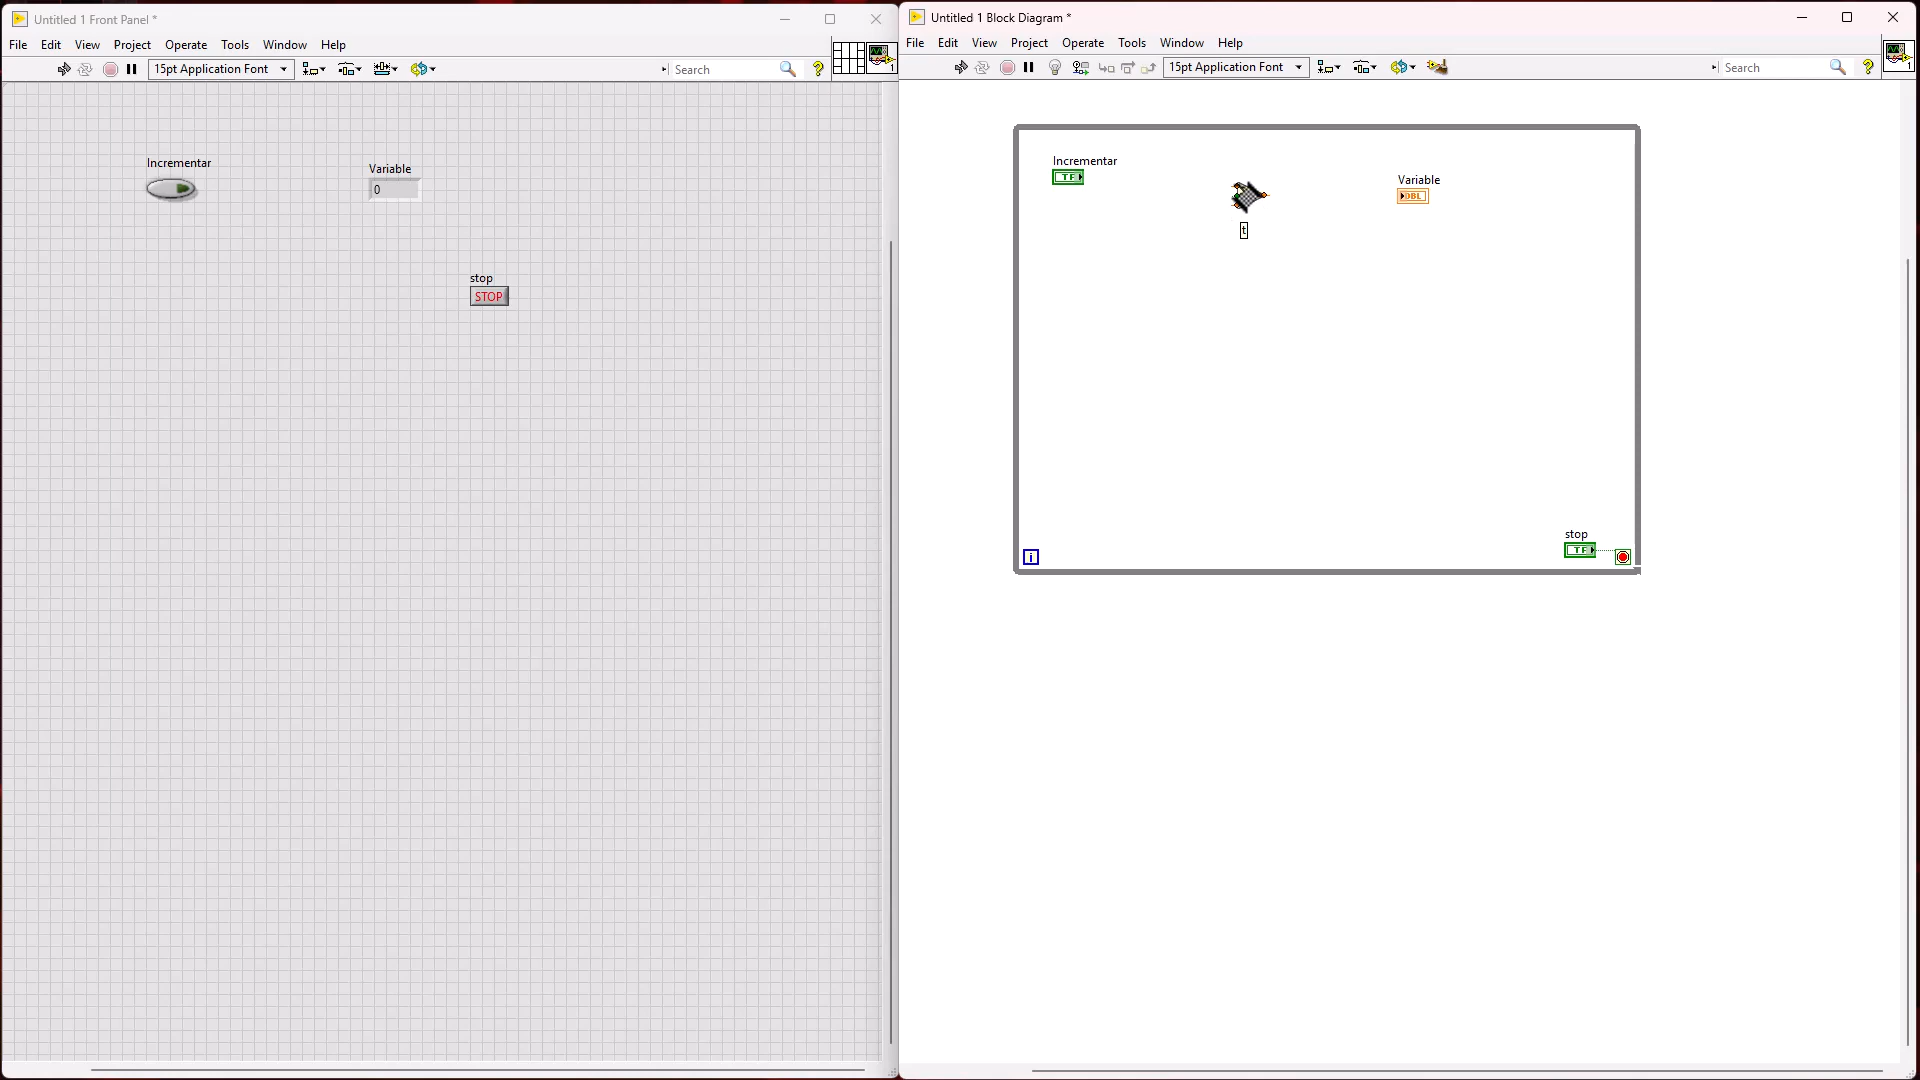 Untitled 1 Front Panel *
File Edit View Project Operate Tools Window Help
15pt Application Font
Search
?
1
Incrementar
Variable
0
stop
STOP
Untitled 1 Block Diagram *
File Edit View Project Operate Tools Window Help
15pt Application Font
Search
?
1
Incrementar
TF
Variable
DBL
t
stop
TF
i